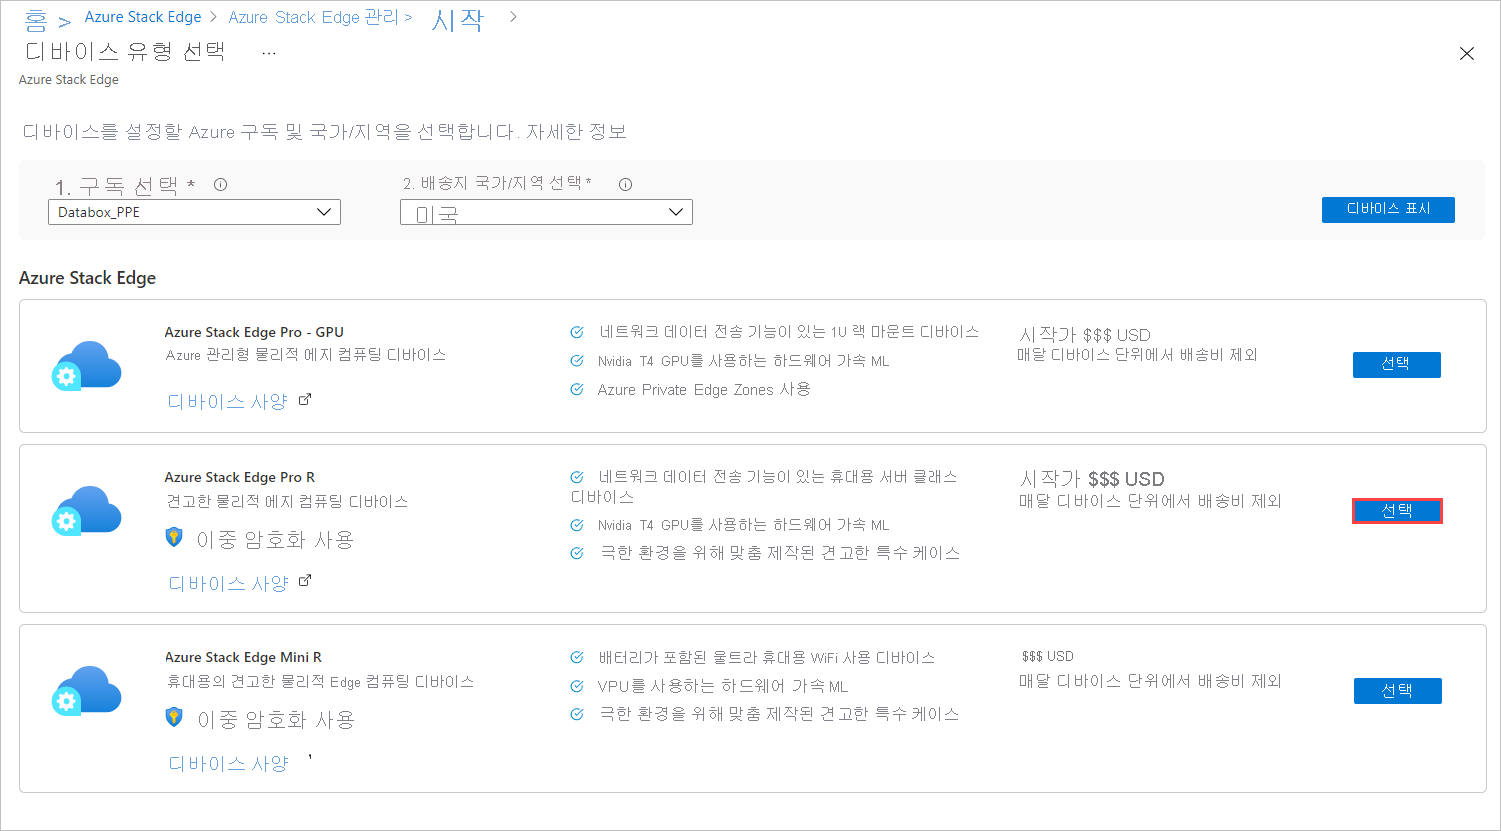 홈 > Azure Stack Edge > Azure Stack Edge 관리 > 시작 >
디바이스 유형 선택 ...
Azure Stack Edge
디바이스를 설정할 Azure 구독 및 국가/지역을 선택합니다. 자세한 정보
1. 구독 선택 *
2. 배송지 국가/지역 선택 *
Databox_PPE
미국
디바이스 표시
Azure Stack Edge
Azure Stack Edge Pro - GPU
Azure 관리형 물리적 에지 컴퓨팅 디바이스
디바이스 사양
네트워크 데이터 전송 기능이 있는 1U 랙 마운트 디바이스
Nvidia T4 GPU를 사용하는 하드웨어 가속 ML
Azure Private Edge Zones 사용
시작가 $$$ USD
매달 디바이스 단위에서 배송비 제외
선택
Azure Stack Edge Pro R
견고한 물리적 에지 컴퓨팅 디바이스
이중 암호화 사용
디바이스 사양
네트워크 데이터 전송 기능이 있는 휴대용 서버 클래스
디바이스
Nvidia T4 GPU를 사용하는 하드웨어 가속 ML
극한 환경을 위해 맞춤 제작된 견고한 특수 케이스
시작가 $$$ USD
매달 디바이스 단위에서 배송비 제외
선택
Azure Stack Edge Mini R
휴대용의 견고한 물리적 Edge 컴퓨팅 디바이스
이중 암호화 사용
디바이스 사양
배터리가 포함된 울트라 휴대용 WiFi 사용 디바이스
VPU를 사용하는 하드웨어 가속 ML
극한 환경을 위해 맞춤 제작된 견고한 특수 케이스
$$$ USD
매달 디바이스 단위에서 배송비 제외
선택